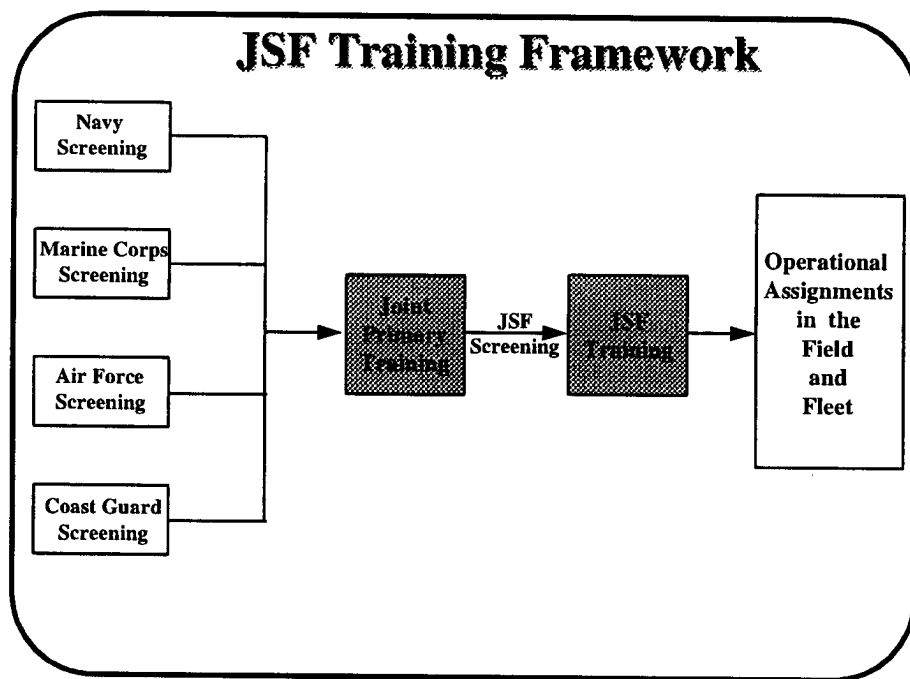 JSF Training Framework
Navy
Screening
Marine Corps
Screening
Air Force
Screening
Coast Guard
Screening
Joint
Primary
Training
JSF
Screening
JSF
Training
Operational
Assignments
in the
Field
and
Fleet